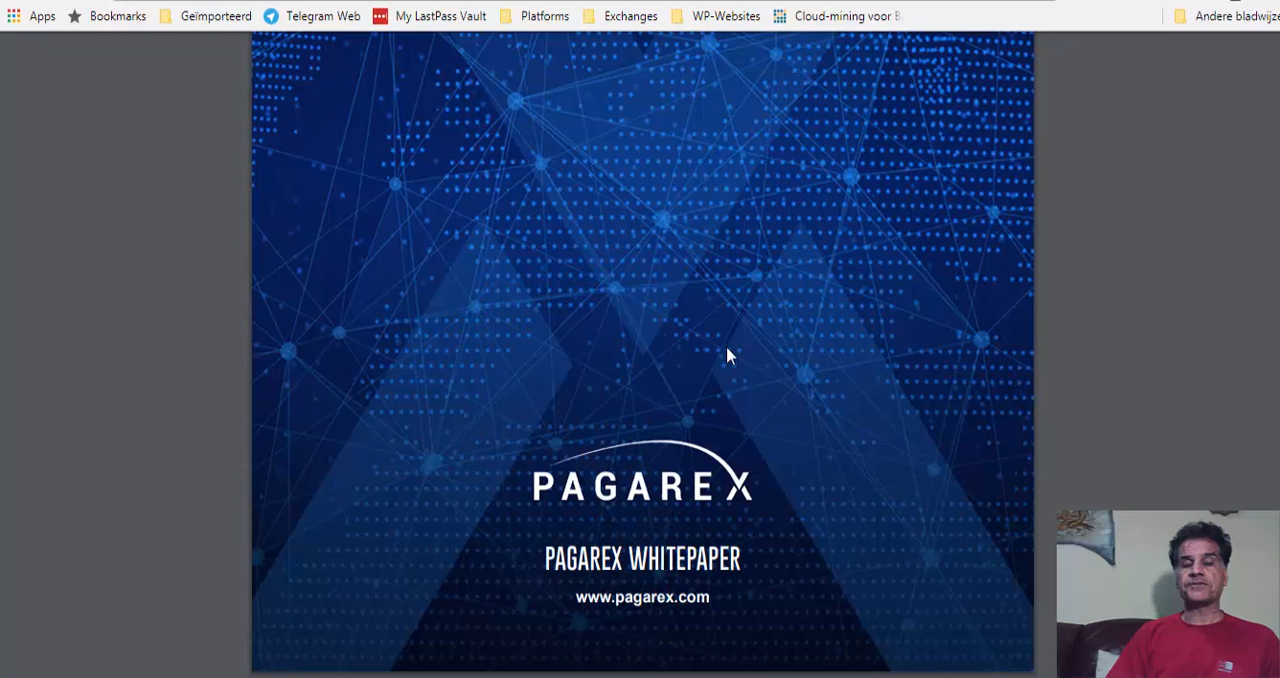 Apps Bookmarks Geïmporteerd Telegram Web My LastPass Vault Platforms Exchanges WP-Websites Cloud-mining voor B Andere bladwijze
PAGAREX
PAGAREX WHITEPAPER
www.pagarex.com